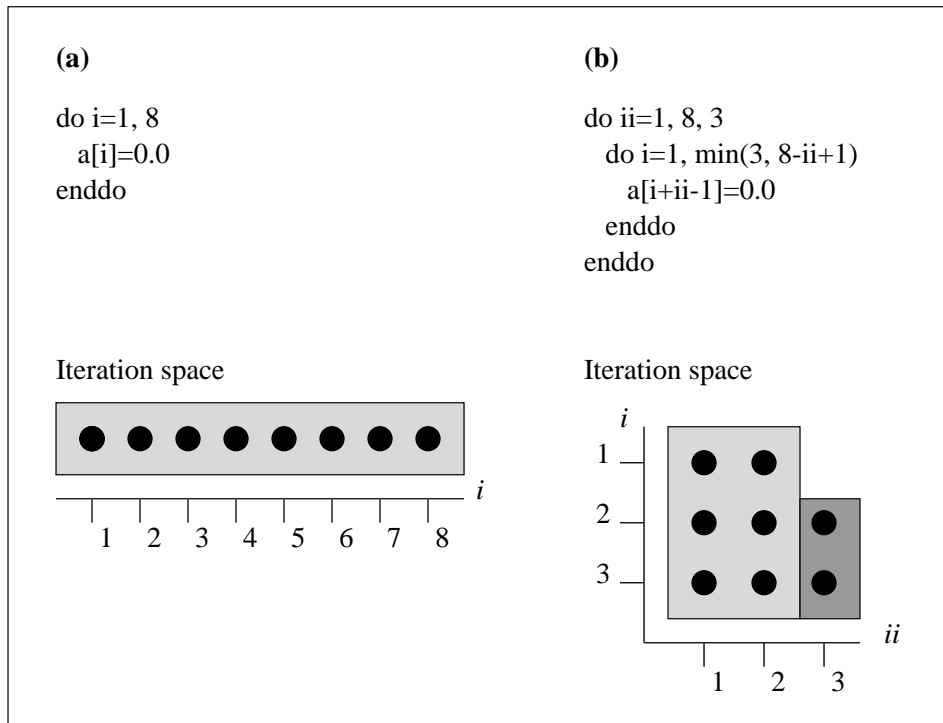 (a)
do i=1, 8
a[i]=0.0
enddo
Iteration space
i
1 2 3 4 5 6 7 8
(b)
do ii=1, 8, 3
do i=1, min(3, 8-ii+1)
a[i+ii-1]=0.0
enddo
enddo
Iteration space
i
1
2
3
ii
1 2 3